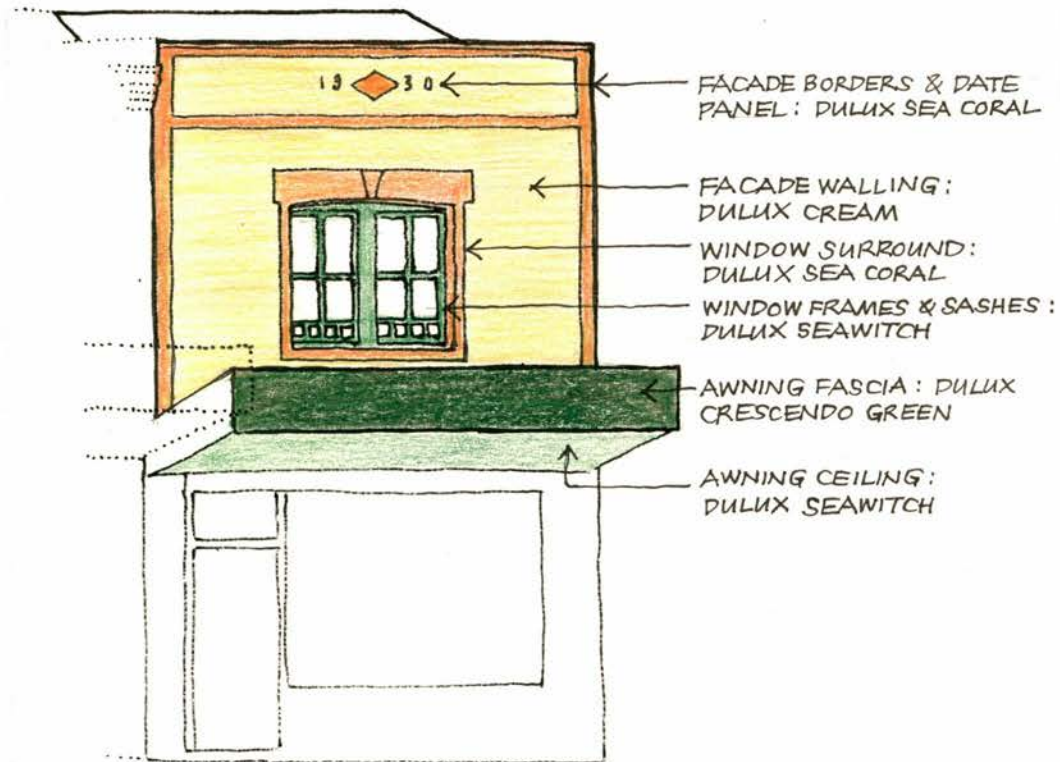 19 30
FACADE BORDERS & DATE
PANEL: DULUX SEA CORAL
FACADE WALLING:
DULUX CREAM
WINDOW SURROUND:
DULUX SEA CORAL
WINDOW FRAMES & SASHES:
DULUX SEAWITCH
AWNING FASCIA: DULUX
CRESCENDO GREEN
AWNING CEILING:
DULUX SEAWITCH